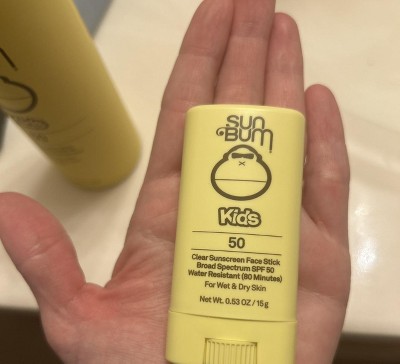 SUN
BUM
Kids
50
Clear Sunscreen Face Stick
Broad Spectrum SPF 50
Water Resistant (80 Minutes)
For Wet & Dry Skin
Net Wt. 0.53 OZ / 15g
Kids